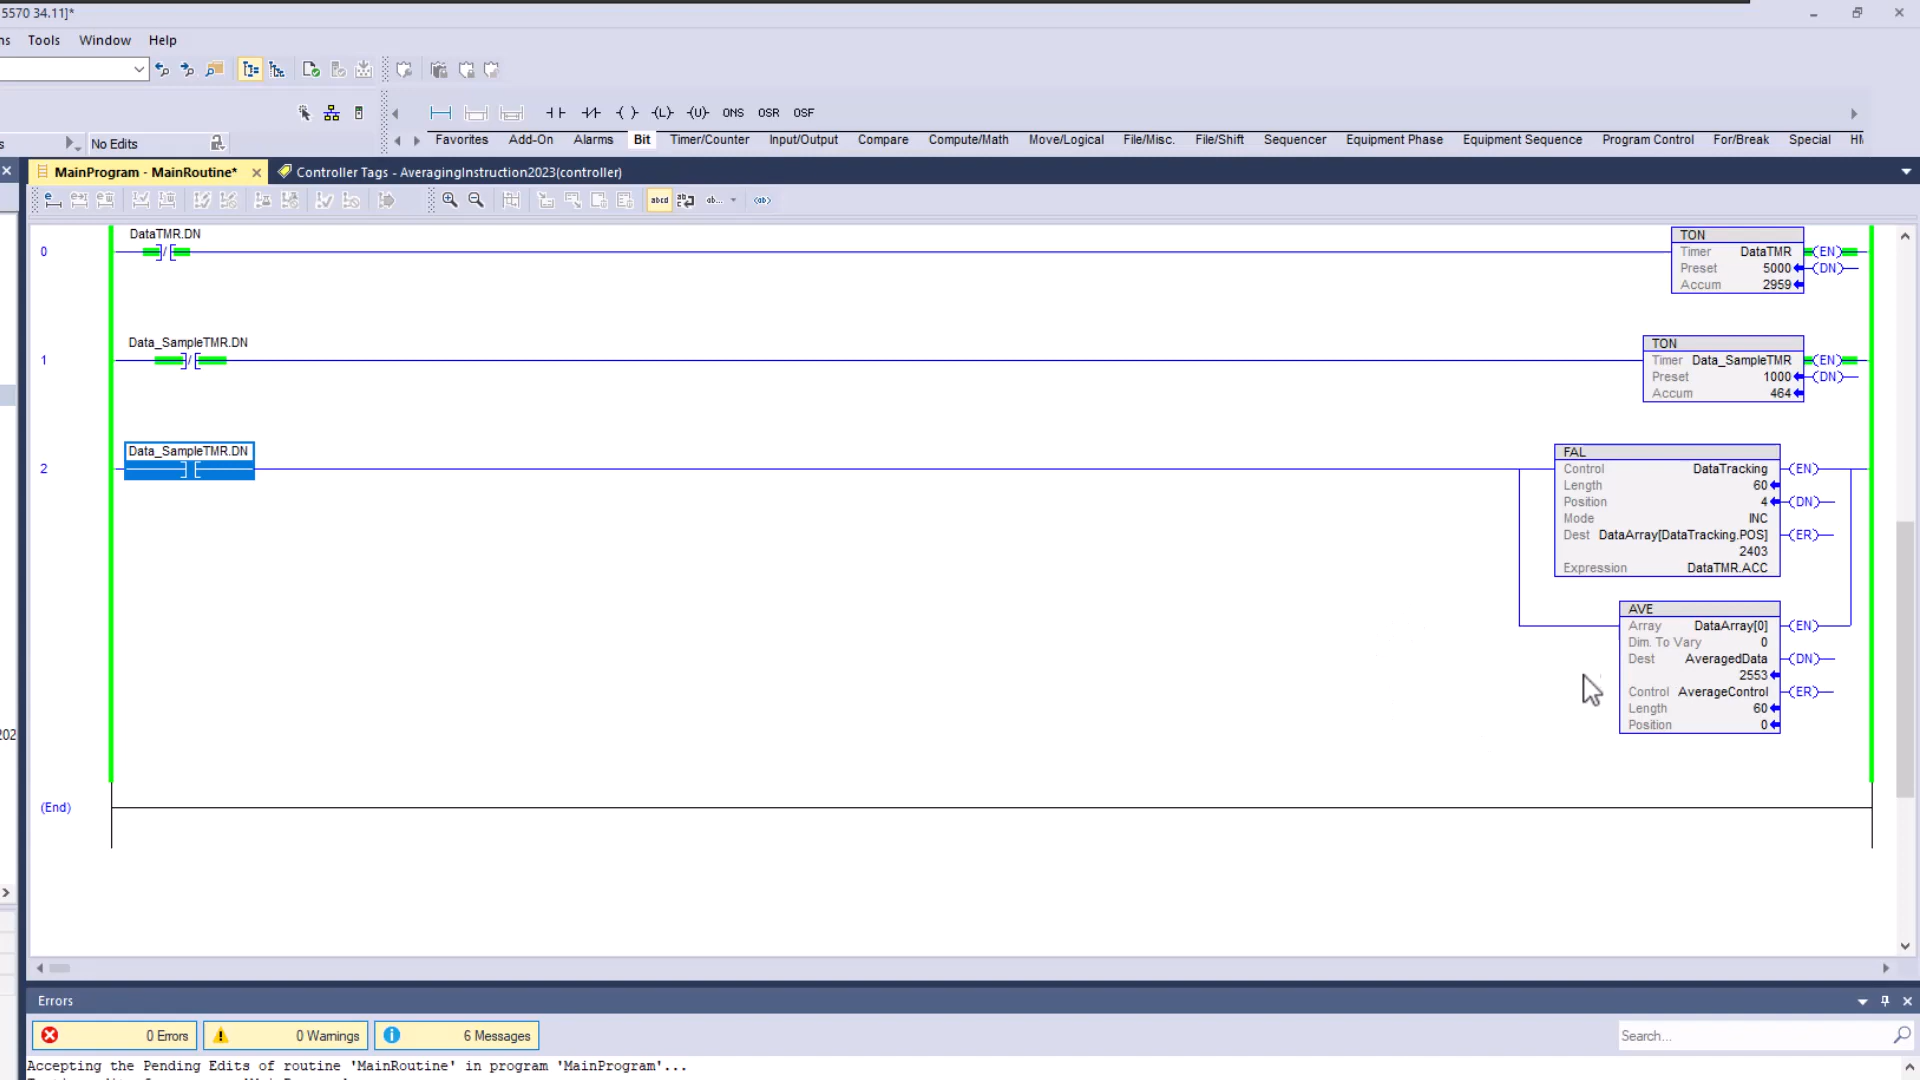 5570 34.11]*
ns Tools Window Help
s No Edits
ONS OSR OSF
Favorites Add-On Alarms Bit Timer/Counter Input/Output Compare Compute/Math Move/Logical File/Misc. File/Shift Sequencer Equipment Phase Equipment Sequence Program Control For/Break Special
MainProgram - MainRoutine* Controller Tags - AveragingInstruction2023(controller)
abcd ab...
0
DataTMR.DN
TON
Timer DataTMR (EN)
Preset 5000 (DN)
Accum 2959
1
Data_SampleTMR.DN
TON
Timer Data_SampleTMR (EN)
Preset 1000 (DN)
Accum 464
2
Data_SampleTMR.DN
FAL
Control DataTracking (EN)
Length 60
Position 4 (DN)
Mode INC
Dest DataArray[DataTracking.POS] (ER)
2403
Expression DataTMR.ACC
AVE
Array DataArray[0] (EN)
Dim. To Vary 0
Dest AveragedData (DN)
2553
Control AverageControl (ER)
Length 60
Position 0
202
(End)
Errors
0 Errors 0 Warnings 6 Messages Search...
Accepting the Pending Edits of routine 'MainRoutine' in program 'MainProgram'...